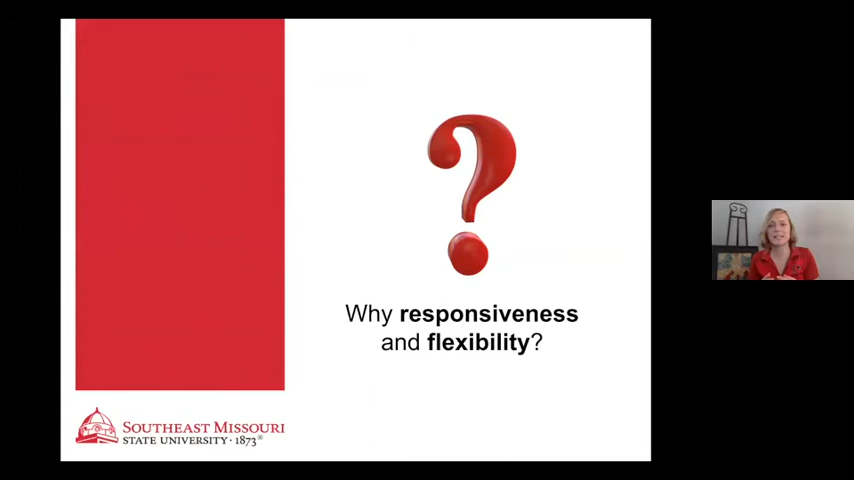 Why responsiveness
and flexibility?
SOUTHEAST MISSOURI
STATE UNIVERSITY · 1873®